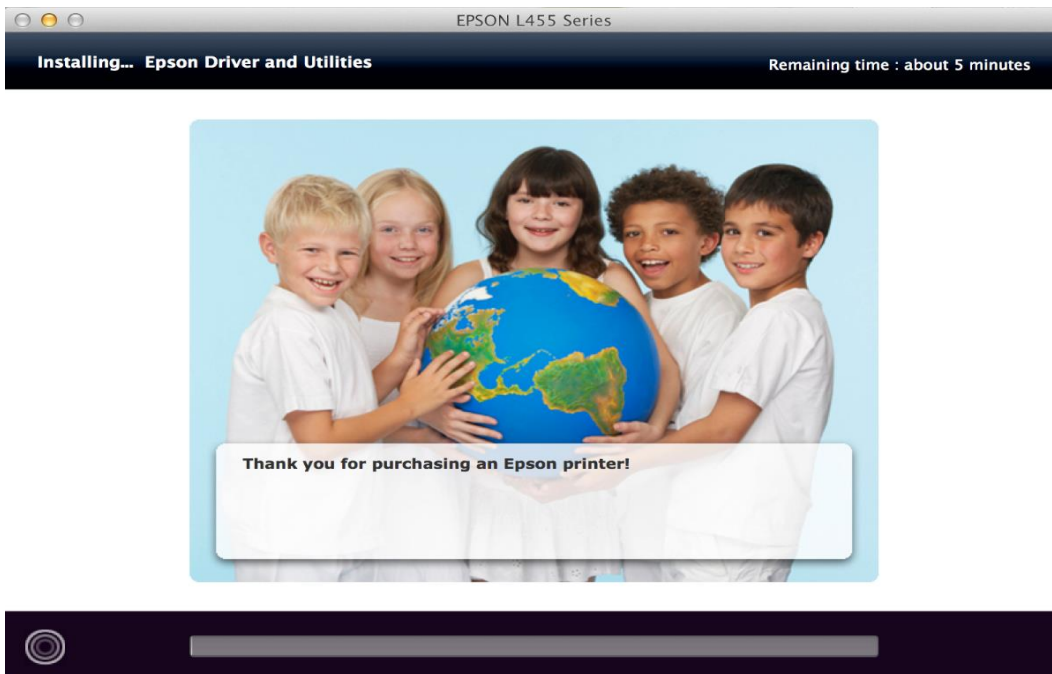 EPSON L455 Series
Installing... Epson Driver and Utilities
Remaining time : about 5 minutes
Thank you for purchasing an Epson printer!